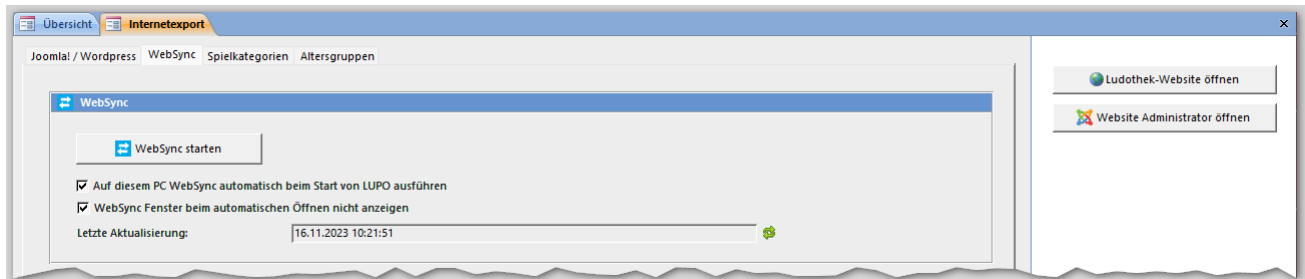 Übersicht Internetexport
Joomla! / Wordpress WebSync Spielkategorien Altersgruppen
Ludothek-Website öffnen
WebSync
Website Administrator öffnen
WebSync starten
Auf diesem PC WebSync automatisch beim Start von LUPO ausführen
WebSync Fenster beim automatischen Öffnen nicht anzeigen
Letzte Aktualisierung: 16.11.2023 10:21:51